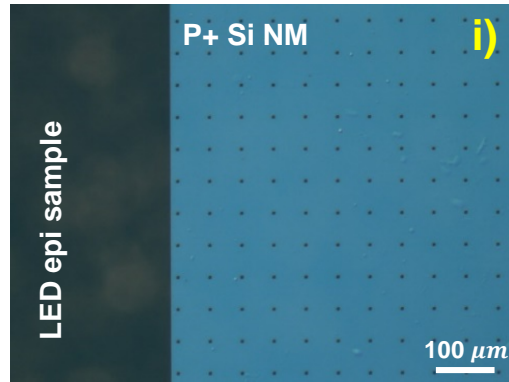 P+ Si NM
i)
LED epi sample
100 μm